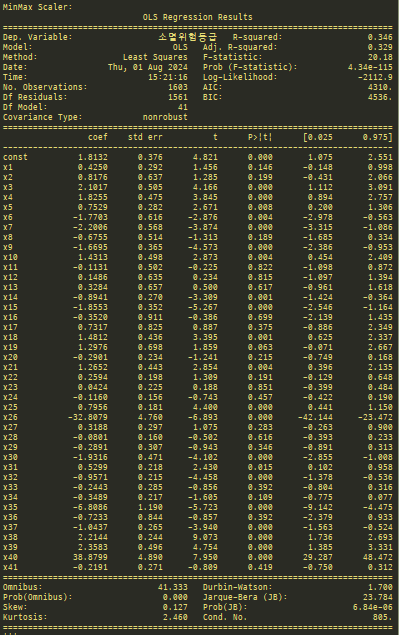 MinMax Scaler:
OLS Regression Results
Dep. Variable: 소멸위험등급 R-squared: 0.346
Model: OLS Adj. R-squared: 0.329
Method: Least Squares F-statistic: 20.18
Date: Thu, 01 Aug 2024 Prob (F-statistic): 4.34e-115
Time: 15:21:16 Log-Likelihood: -2112.9
No. Observations: 1603 AIC: 4310.
Df Residuals: 1561 BIC: 4536.
Df Model: 41
Covariance Type: nonrobust
coef std err t P>|t| [0.025 0.975]
const 1.8132 0.376 4.821 0.000 1.075 2.551
x1 0.4250 0.292 1.456 0.146 -0.148 0.998
x2 0.8176 0.637 1.285 0.199 -0.431 2.066
x3 2.1017 0.505 4.166 0.000 1.112 3.091
x4 1.8255 0.475 3.845 0.000 0.894 2.757
x5 0.7529 0.282 2.671 0.008 0.200 1.306
x6 -1.7703 0.616 -2.876 0.004 -2.978 -0.563
x7 -2.2006 0.568 -3.874 0.000 -3.315 -1.086
x8 -0.6755 0.514 -1.313 0.189 -1.685 0.334
x9 -1.6695 0.365 -4.573 0.000 -2.386 -0.953
x10 1.4313 0.498 2.873 0.004 0.454 2.409
x11 -0.1131 0.502 -0.225 0.822 -1.098 0.872
x12 0.1486 0.635 0.234 0.815 -1.097 1.394
x13 0.3284 0.657 0.500 0.617 -0.961 1.618
x14 -0.8941 0.270 -3.309 0.001 -1.424 -0.364
x15 -1.8553 0.352 -5.267 0.000 -2.546 -1.164
x16 -0.3520 0.911 -0.386 0.699 -2.139 1.435
x17 0.7317 0.825 0.887 0.375 -0.886 2.349
x18 1.4812 0.436 3.395 0.001 0.625 2.337
x19 1.2976 0.698 1.859 0.063 -0.071 2.667
x20 -0.2901 0.234 -1.241 0.215 -0.749 0.168
x21 1.2652 0.443 2.854 0.004 0.396 2.135
x22 0.2594 0.198 1.309 0.191 -0.129 0.648
x23 0.0424 0.225 0.188 0.851 -0.399 0.484
x24 -0.1160 0.156 -0.743 0.457 -0.422 0.190
x25 0.7956 0.181 4.400 0.000 0.441 1.150
x26 -32.8079 4.760 -6.893 0.000 -42.144 -23.472
x27 0.3188 0.297 1.075 0.283 -0.263 0.900
x28 -0.0801 0.160 -0.502 0.616 -0.393 0.233
x29 -0.2891 0.307 -0.943 0.346 -0.891 0.313
x30 -1.9316 0.471 -4.102 0.000 -2.855 -1.008
x31 0.5299 0.218 2.430 0.015 0.102 0.958
x32 -0.9571 0.215 -4.458 0.000 -1.378 -0.536
x33 -0.2443 0.285 -0.856 0.392 -0.804 0.316
x34 -0.3489 0.217 -1.605 0.109 -0.775 0.077
x35 -6.8086 1.190 -5.723 0.000 -9.142 -4.475
x36 -0.7233 0.844 -0.857 0.392 -2.379 0.933
x37 -1.0437 0.265 -3.940 0.000 -1.563 -0.524
x38 2.2144 0.244 9.073 0.000 1.736 2.693
x39 2.3583 0.496 4.754 0.000 1.385 3.331
x40 38.8799 4.890 7.950 0.000 29.287 48.472
x41 -0.2191 0.271 -0.809 0.419 -0.750 0.312
Omnibus: 41.333 Durbin-Watson: 1.700
Prob(Omnibus): 0.000 Jarque-Bera (JB): 23.784
Skew: 0.127 Prob(JB): 6.84e-06
Kurtosis: 2.460 Cond. No. 805.